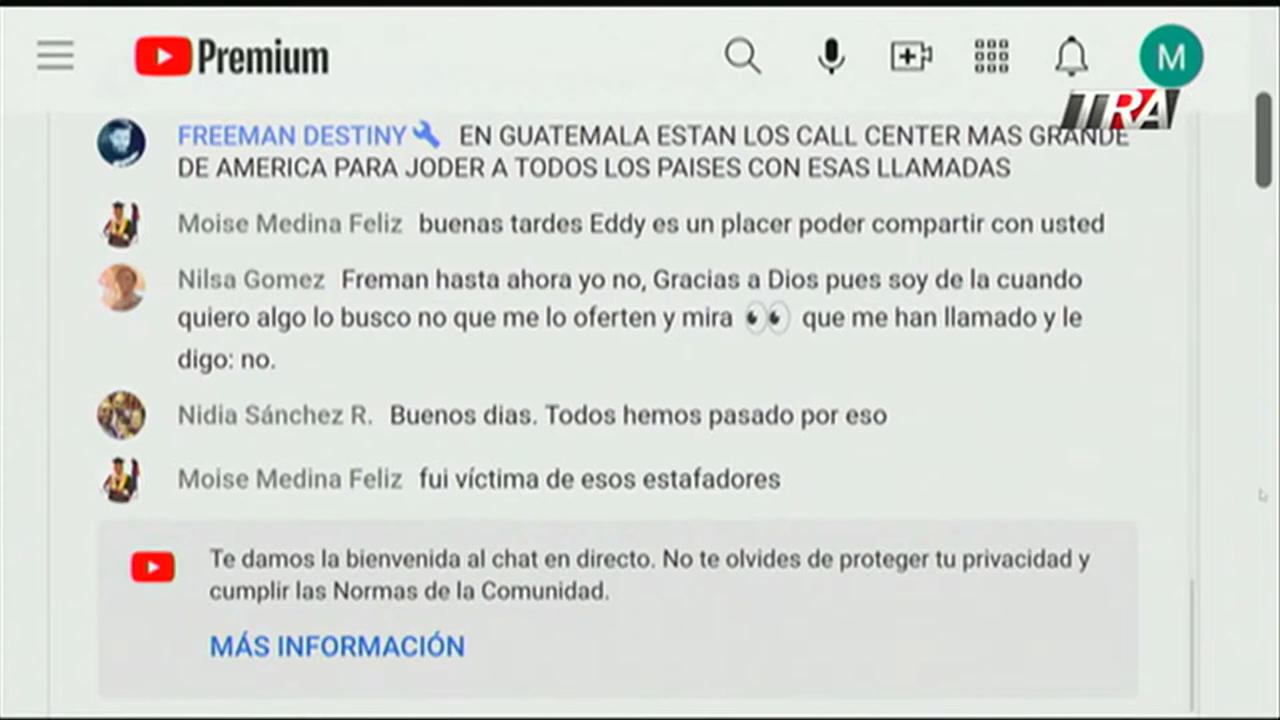 Premium
M
TRA
FREEMAN DESTINY EN GUATEMALA ESTAN LOS CALL CENTER MAS GRANDE
DE AMERICA PARA JODER A TODOS LOS PAISES CON ESAS LLAMADAS
Moise Medina Feliz buenas tardes Eddy es un placer poder compartir con usted
Nilsa Gomez Freman hasta ahora yo no, Gracias a Dios pues soy de la cuando
quiero algo lo busco no que me lo oferten y mira 👀 que me han llamado y le
digo: no.
Nidia Sánchez R. Buenos dias. Todos hemos pasado por eso
Moise Medina Feliz fui víctima de esos estafadores
Te damos la bienvenida al chat en directo. No te olvides de proteger tu privacidad y
cumplir las Normas de la Comunidad.
MÁS INFORMACIÓN